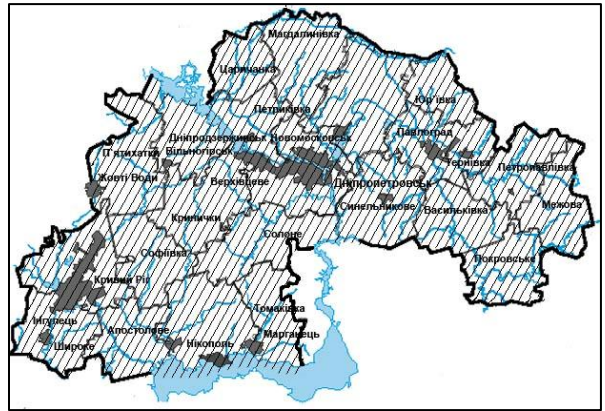 Магдалинівка
Царичанка
Юр'ївка
Петриківка
Дніпродзержинськ
Новомосковськ
Павлоград
Вільногірськ
П'ятихатки
Тернівка
Петропавлівка
Жовті Води
Верхівцеве
Дніпропетровськ
Синельникове
Васильківка
Межова
Кринички
Солоне
Софіївка
Покровське
Кривий Ріг
Томаківка
Інгулець
Апостолове
Марганець
Широке
Нікополь